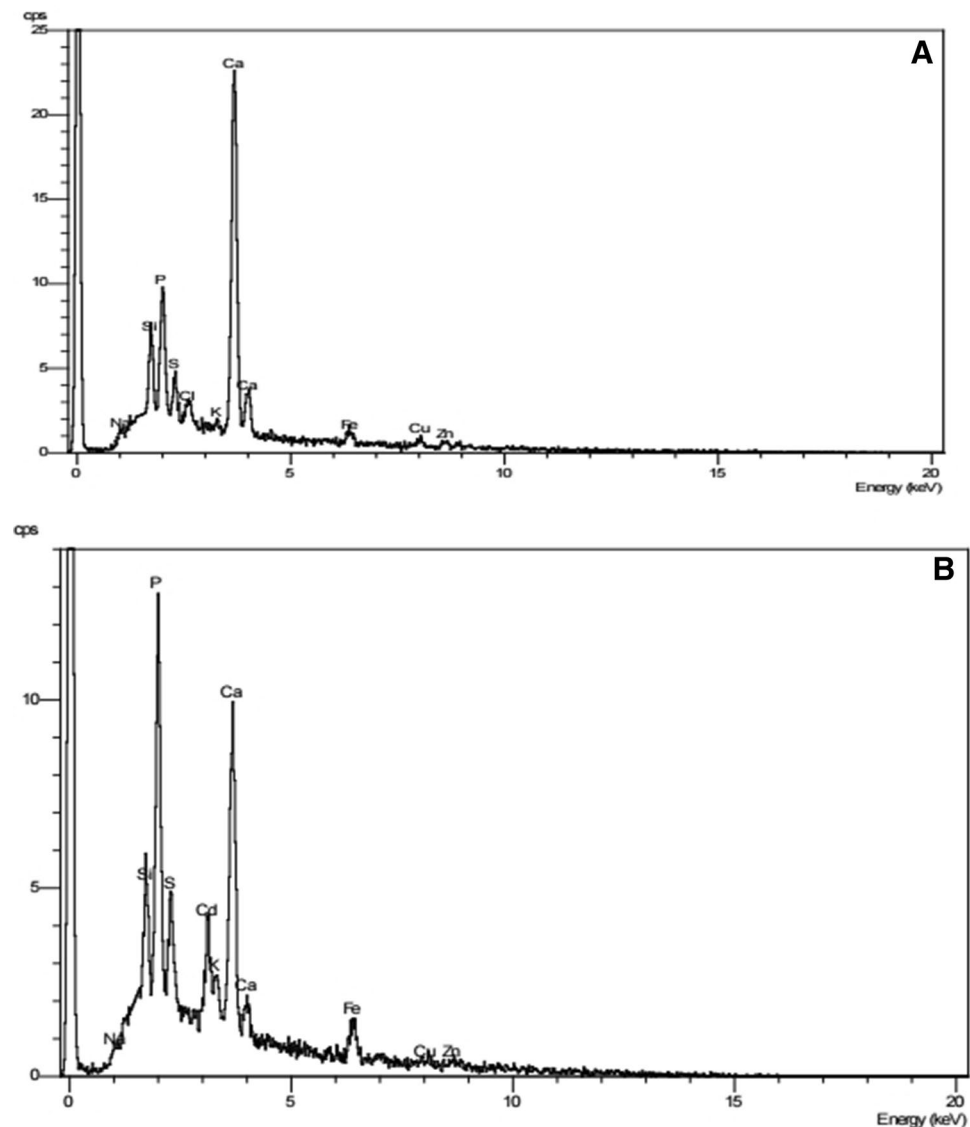 cps
A
25
Ca
20
15
10
P
Si
5
S
Ca
Cl
K
Na
Fe
Cu
Zn
0
0 5 10 15 20
Energy (keV)
cps
B
P
Ca
10
Si
S
5
Cd
K
Ca
Fe
Na
Cu
Zn
0
0 5 10 15 20
Energy (keV)